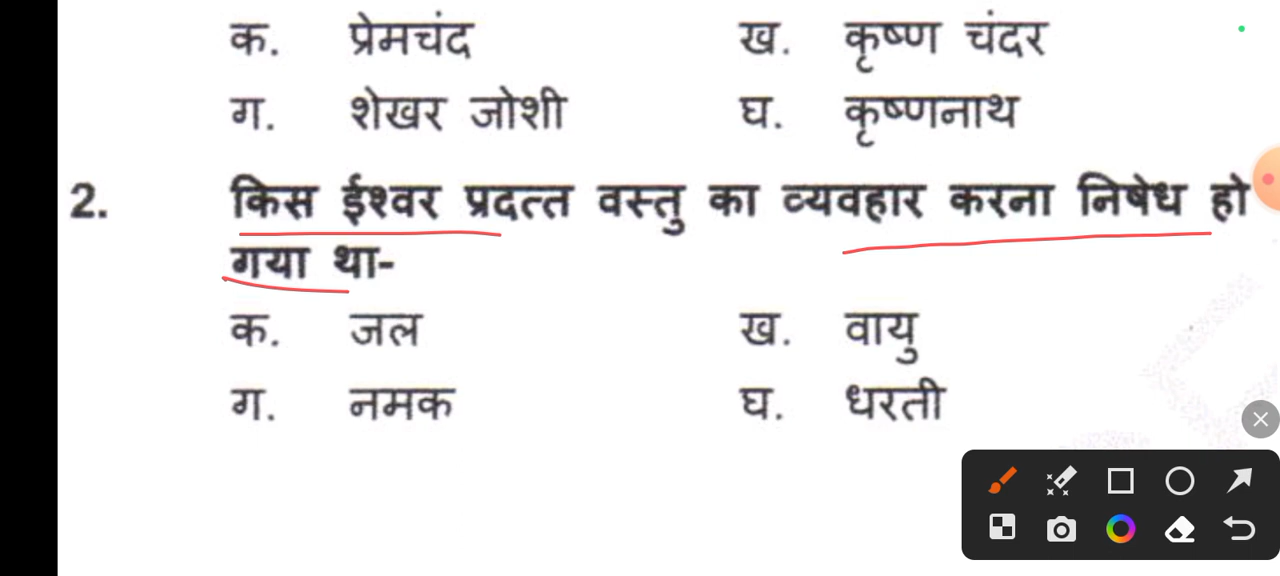 क. प्रेमचंद ख. कृष्ण चंदर
ग. शेखर जोशी घ. कृष्णनाथ
2. किस ईश्वर प्रदत्त वस्तु का व्यवहार करना निषेध हो
गया था-
क. जल ख. वायु
ग. नमक घ. धरती